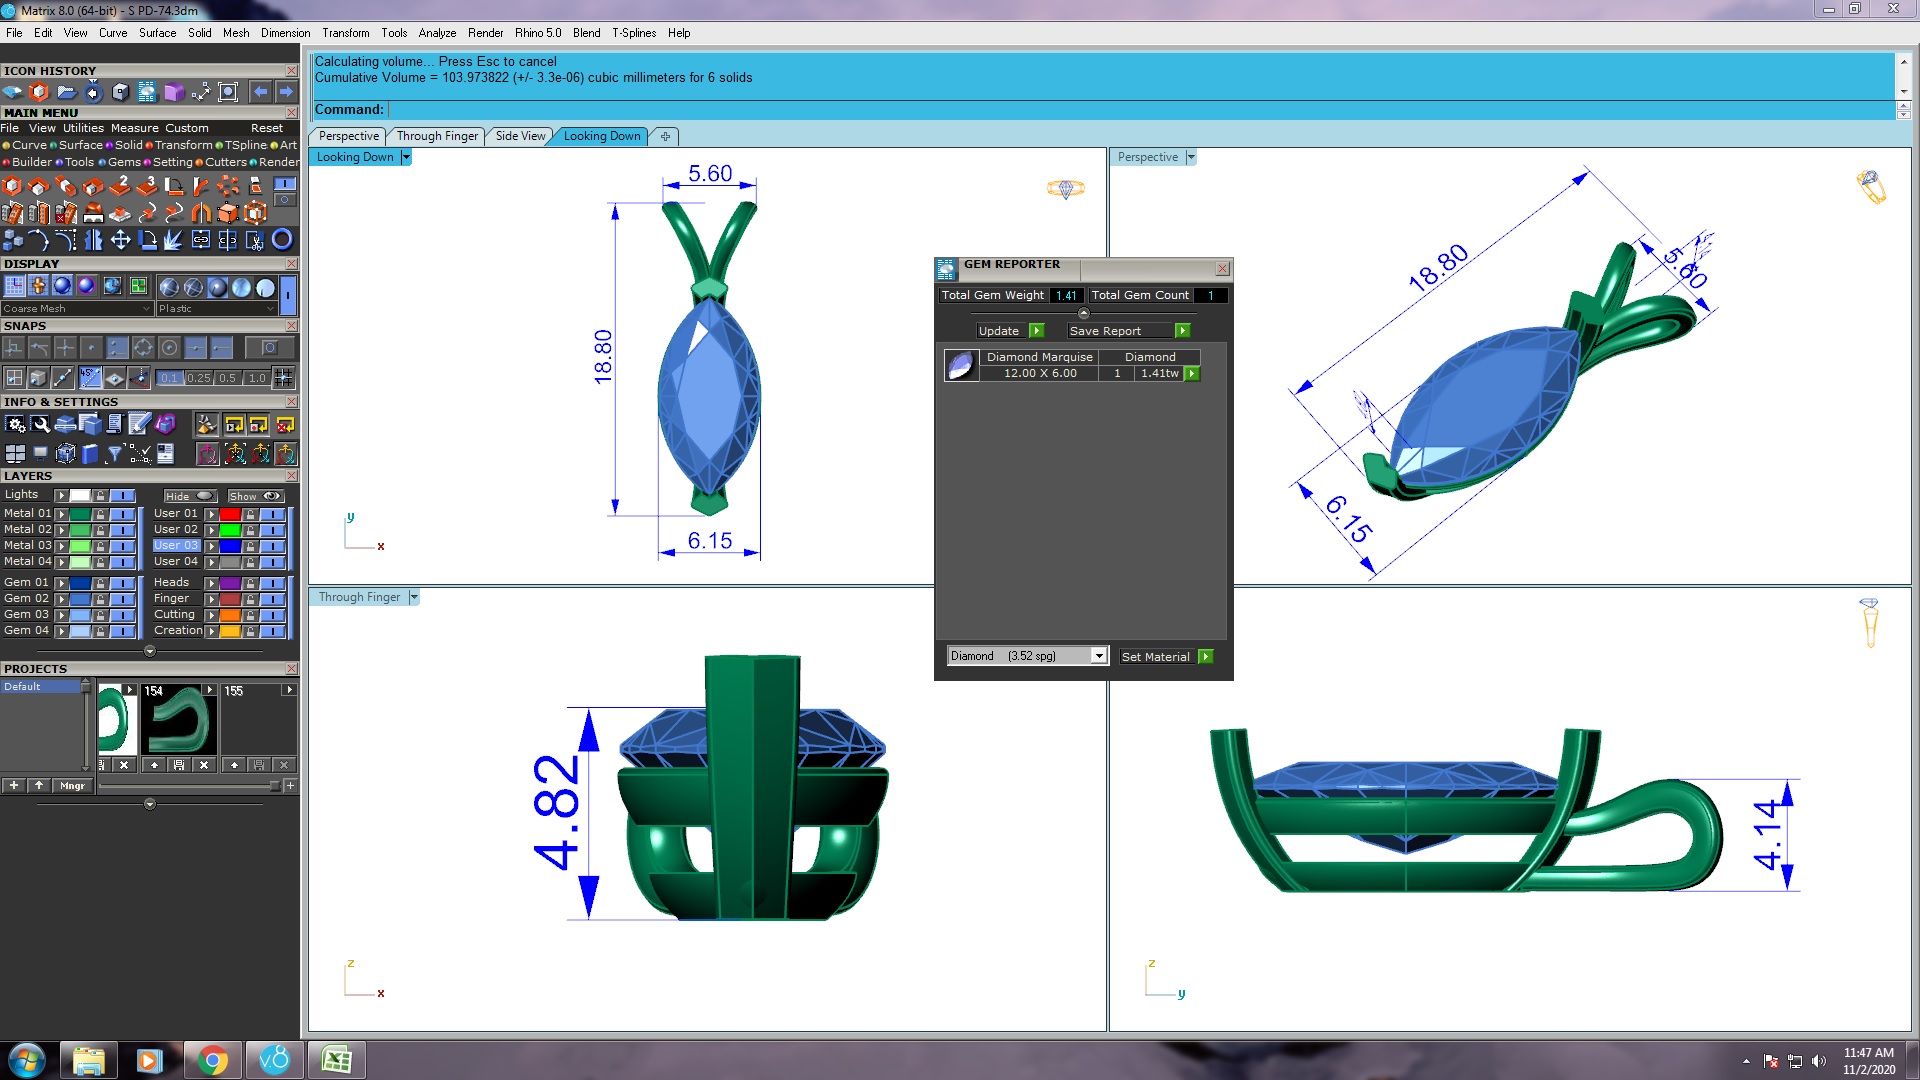 Matrix 8.0 (64-bit) - S PD-74.3dm
File Edit View Curve Surface Solid Mesh Dimension Transform Tools Analyze Render Rhino 5.0 Blend T-Splines Help
Calculating volume... Press Esc to cancel
Cumulative Volume = 103.973822 (+/- 3.3e-06) cubic millimeters for 6 solids
Command:
Perspective Through Finger Side View Looking Down
ICON HISTORY
MAIN MENU
File View Utilities Measure Custom Reset
Curve Surface Solid Transform TSpline Art
Builder Tools Gems Setting Cutters Render
2 3
DISPLAY
Coarse Mesh Plastic
SNAPS
45°
0.1 0.25 0.5 1.0
INFO & SETTINGS
LAYERS
Lights Hide Show
Metal 01 User 01
Metal 02 User 02
Metal 03 User 03
Metal 04 User 04
Gem 01 Heads
Gem 02 Finger
Gem 03 Cutting
Gem 04 Creation
PROJECTS
Default
154 155
Mngr
Looking Down
5.60
18.80
6.15
y
x
Perspective
18.80
5.60
6.15
GEM REPORTER
Total Gem Weight 1.41 Total Gem Count 1
Update Save Report
Diamond Marquise Diamond
12.00 X 6.00 1 1.41tw
Diamond (3.52 spg) Set Material
Through Finger
4.82
z
x
4.14
z
y
v8
11:47 AM
11/2/2020